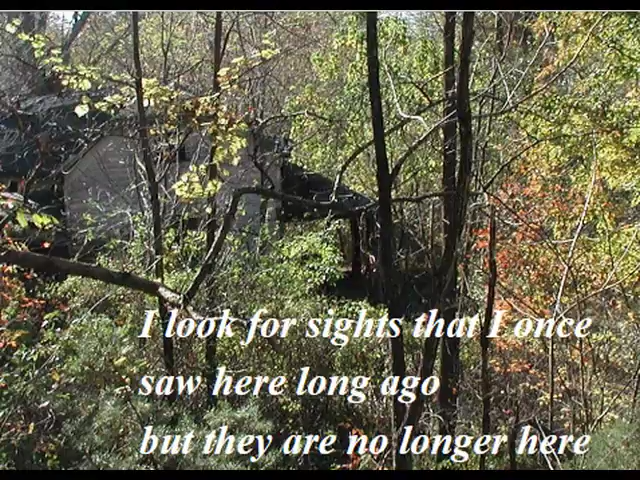 I look for sights that I once
saw here long ago
but they are no longer here